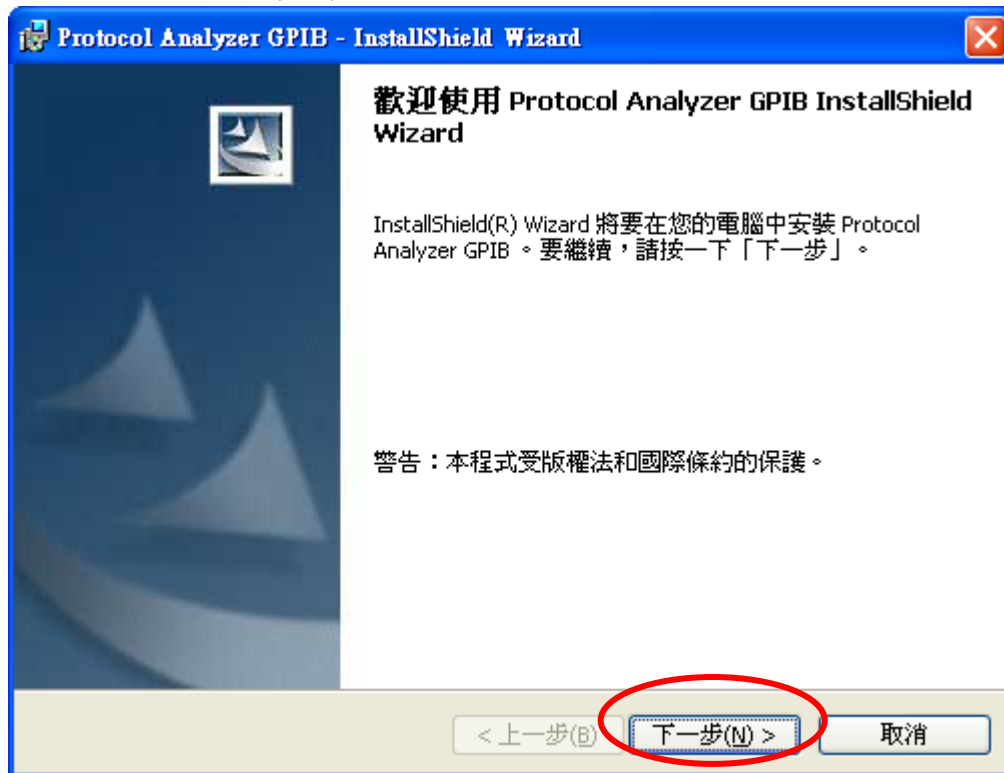 Protocol Analyzer GPIB - InstallShield Wizard
歡迎使用 Protocol Analyzer GPIB InstallShield
Wizard
InstallShield(R) Wizard 將要在您的電腦中安裝 Protocol
Analyzer GPIB 。要繼續，請按一下「下一步」。
警告：本程式受版權法和國際條約的保護。
< 上一步(B)
下一步(N) >
取消